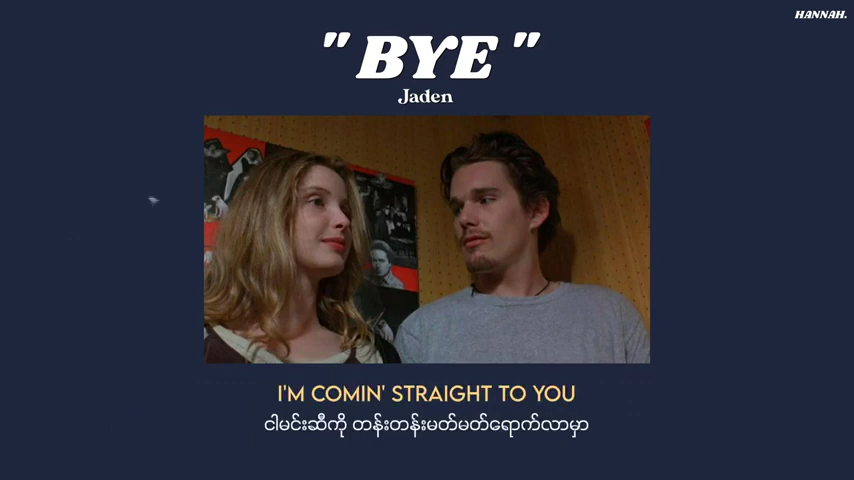 HANNAH.
" BYE "
Jaden
I'M COMIN' STRAIGHT TO YOU
ငါမင်းဆီကို တန်းတန်းမတ်မတ်ရောက်လာမှာ